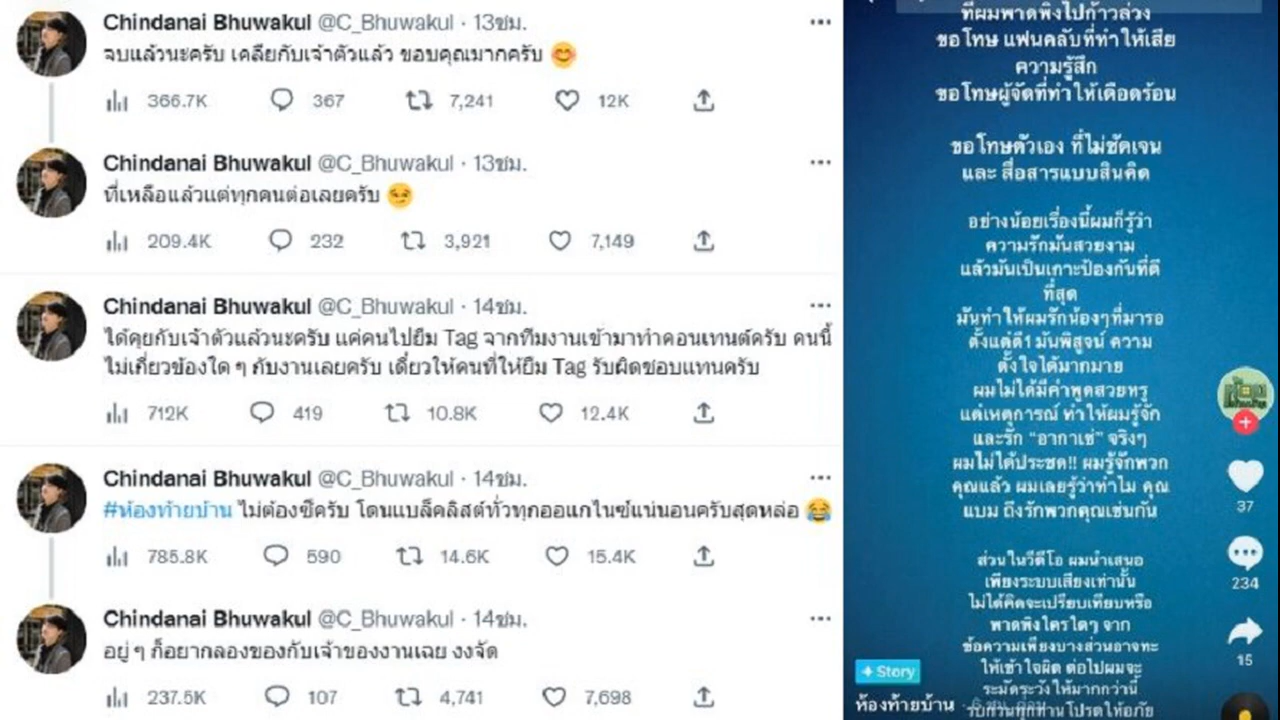 Chindanai Bhuwakul @C_Bhuwakul · 13ชม.
จบแล้วนะครับ เคลียกับเจ้าตัวแล้ว ขอบคุณมากครับ 😊
366.7K 367 7,241 12K
Chindanai Bhuwakul @C_Bhuwakul · 13ชม.
ที่เหลือแล้วแต่ทุกคนต่อเลยครับ 😏
209.4K 232 3,921 7,149
Chindanai Bhuwakul @C_Bhuwakul · 14ชม.
ได้คุยกับเจ้าตัวแล้วนะครับ แค่คนไปยืม Tag จากทีมงานเข้ามาทำคอนเทนต์ครับ คนนี้
ไม่เกี่ยวข้องใด ๆ กับงานเลยครับ เดี๋ยวให้คนที่ให้ยืม Tag รับผิดชอบแทนครับ
712K 419 10.8K 12.4K
Chindanai Bhuwakul @C_Bhuwakul · 14ชม.
#ห้องท้ายบ้าน ไม่ต้องชี้ครับ โดนแบล็คลิสต์ทั่วทุกออแกไนซ์แน่นอนครับสุดหล่อ 😂
785.8K 590 14.6K 15.4K
Chindanai Bhuwakul @C_Bhuwakul · 14ชม.
อยู่ ๆ ก็อยากลองของกับเจ้าของงานเฉย งงจัด
237.5K 107 4,741 7,698
ที่ผมพาดพิงไปก้าวล่วง
ขอโทษ แฟนคลับที่ทำให้เสีย
ความรู้สึก
ขอโทษผู้จัดที่ทำให้เดือดร้อน
ขอโทษตัวเอง ที่ไม่ชัดเจน
และ สื่อสารแบบสิ้นคิด
อย่างน้อยเรื่องนี้ผมก็รู้ว่า
ความรักมันสวยงาม
แล้วมันเป็นเกาะป้องกันที่ดี
ที่สุด
มันทำให้ผมรักน้องๆที่มารอ
ตั้งแต่ตี1 มันพิสูจน์ ความ
ตั้งใจได้มากมาย
ผมไม่ได้มีคำพูดสวยหรู
แต่เหตุการณ์ ทำให้ผมรู้จัก
และรัก “อากาเซ่” จริงๆ
ผมไม่ได้ประชด!! ผมรู้จักพวก
คุณแล้ว ผมเลยรู้ว่าทำไม คุณ
แบม ถึงรักพวกคุณเช่นกัน
ส่วนในวีดีโอ ผมนำเสนอ
เพียงระบบเสียงเท่านั้น
ไม่ได้คิดจะเปรียบเทียบหรือ
พาดพิงใครใดๆ จาก
ข้อความเพียงบางส่วนอาจทะ
ให้เข้าใจผิด ต่อไปผมจะ
ระมัดระวังให้มากกว่านี้
37
234
15
+ Story
ห้องท้ายบ้าน